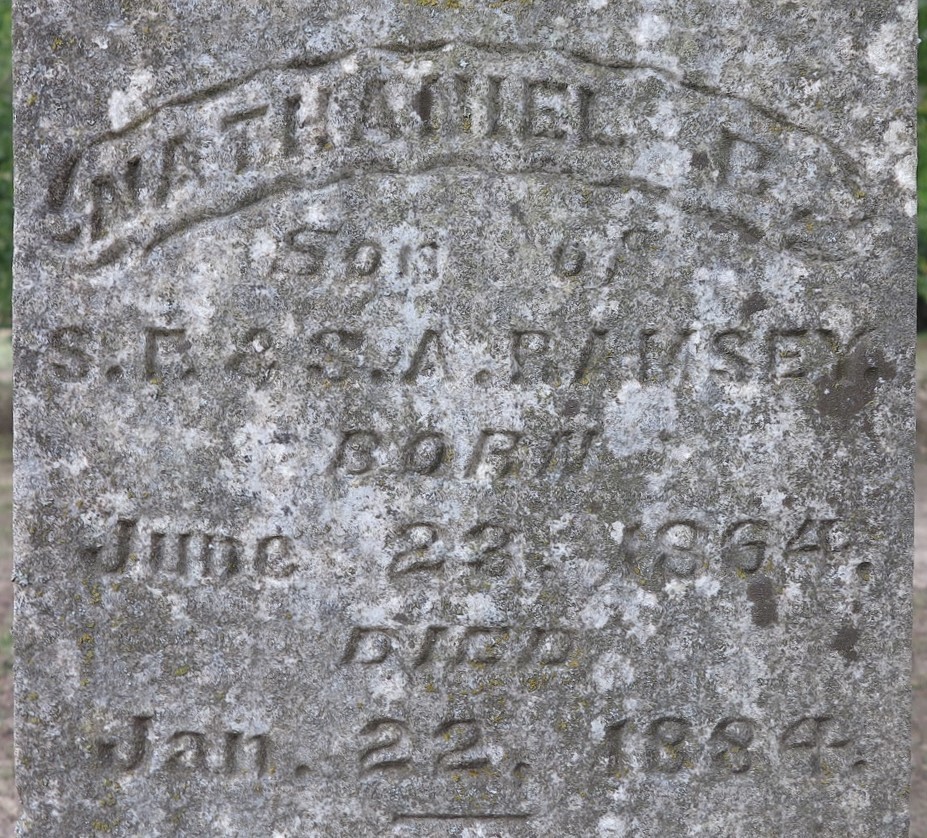 NATHANIEL B.
Son of
S. F. & S. A. RAMSEY.
BORN
June 23, 1864.
DIED
Jan. 22, 1884.